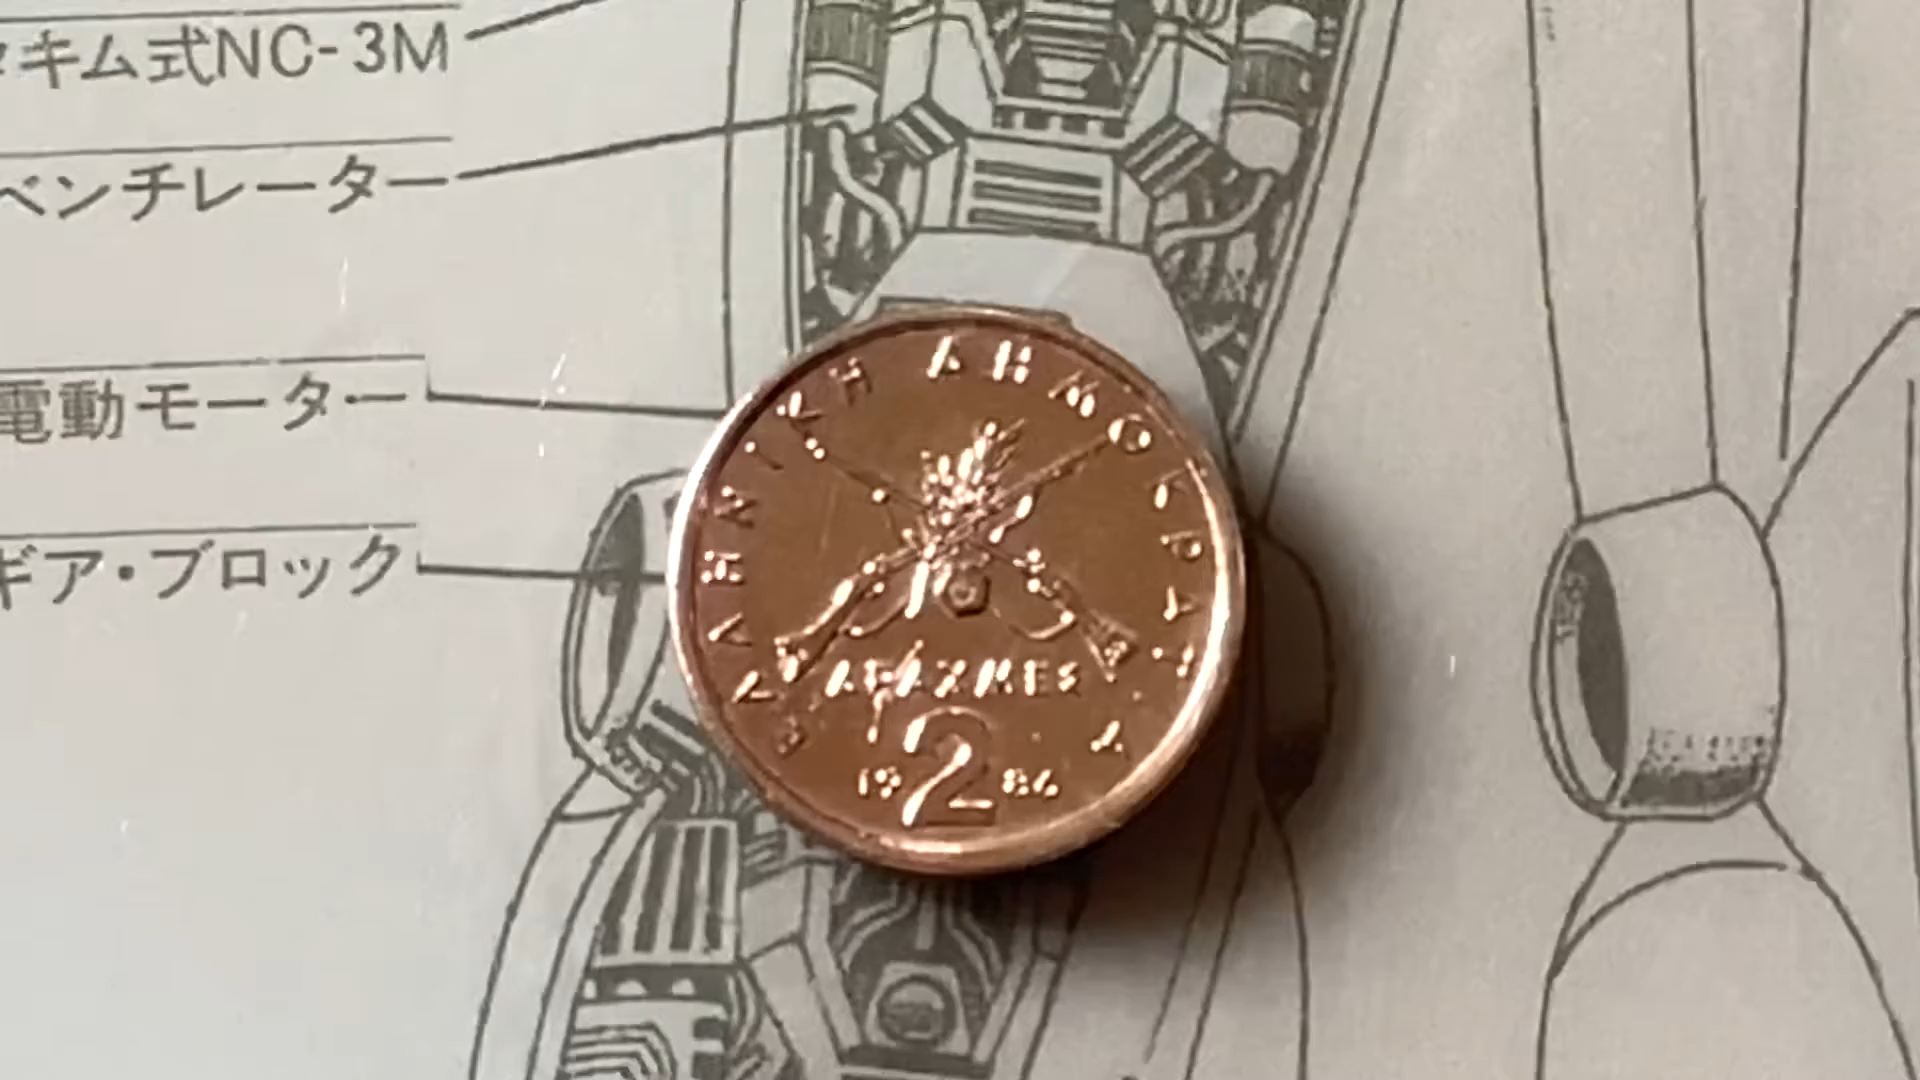 タキム式NC-3M
ベンチレーター
電動モーター
ギア・ブロック
ΕΛΛΗΝΙΚΗ ΔΗΜΟΚΡΑΤΙΑ
ΔΡΑΧΜΕΣ
2
1986